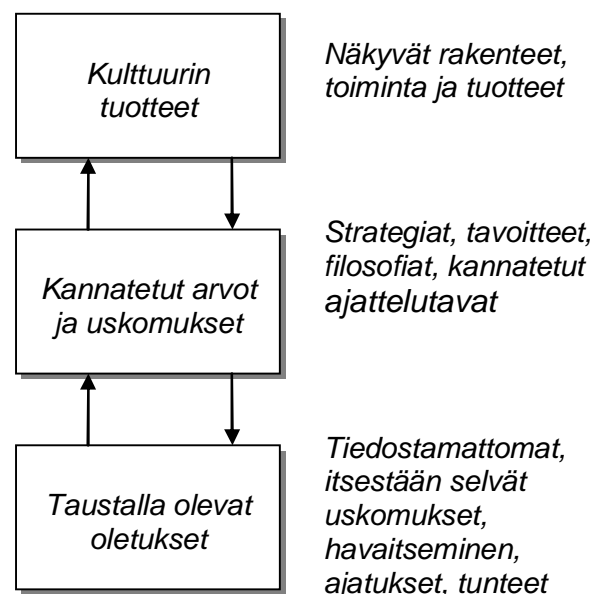 Kulttuurin
tuotteet
Näkyvät rakenteet,
toiminta ja tuotteet
Kannatetut arvot
ja uskomukset
Strategiat, tavoitteet,
filosofiat, kannatetut
ajattelutavat
Taustalla olevat
oletukset
Tiedostamattomat,
itsestään selvät
uskomukset,
havaitseminen,
ajatukset, tunteet